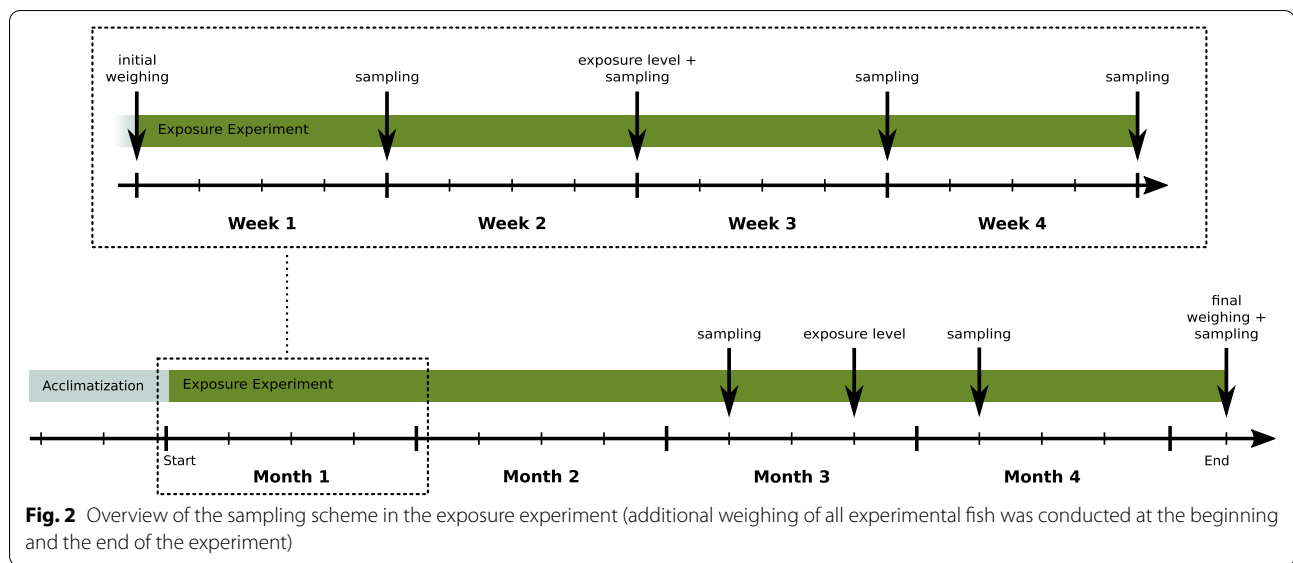 initial
weighing
sampling
exposure level +
sampling
sampling
sampling
Exposure Experiment
Week 1
Week 2
Week 3
Week 4
sampling
exposure level
sampling
final
weighing +
sampling
Acclimatization
Exposure Experiment
Start
End
Month 1
Month 2
Month 3
Month 4
Fig. 2 Overview of the sampling scheme in the exposure experiment (additional weighing of all experimental fish was conducted at the beginning
and the end of the experiment)